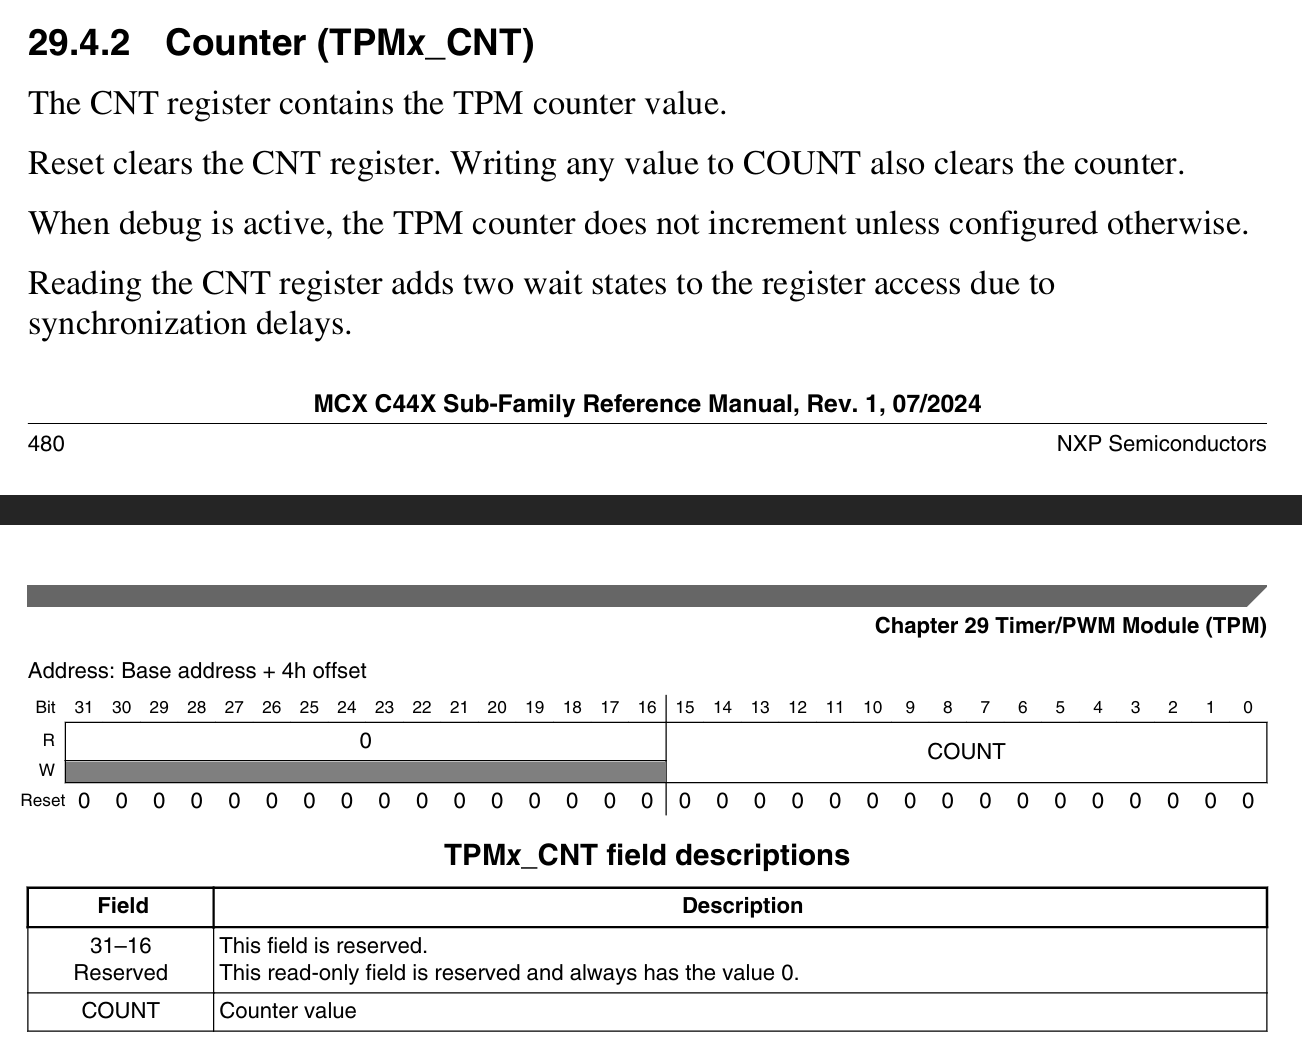 29.4.2 Counter (TPMx_CNT)
The CNT register contains the TPM counter value.
Reset clears the CNT register. Writing any value to COUNT also clears the counter.
When debug is active, the TPM counter does not increment unless configured otherwise.
Reading the CNT register adds two wait states to the register access due to
synchronization delays.
MCX C44X Sub-Family Reference Manual, Rev. 1, 07/2024
480 NXP Semiconductors
Chapter 29 Timer/PWM Module (TPM)
Address: Base address + 4h offset
Bit 31 30 29 28 27 26 25 24 23 22 21 20 19 18 17 16 15 14 13 12 11 10 9 8 7 6 5 4 3 2 1 0
R 0 COUNT
W
Reset 0 0 0 0 0 0 0 0 0 0 0 0 0 0 0 0 0 0 0 0 0 0 0 0 0 0 0 0 0 0 0 0
TPMx_CNT field descriptions
Field Description
31–16 This field is reserved.
Reserved This read-only field is reserved and always has the value 0.
COUNT Counter value